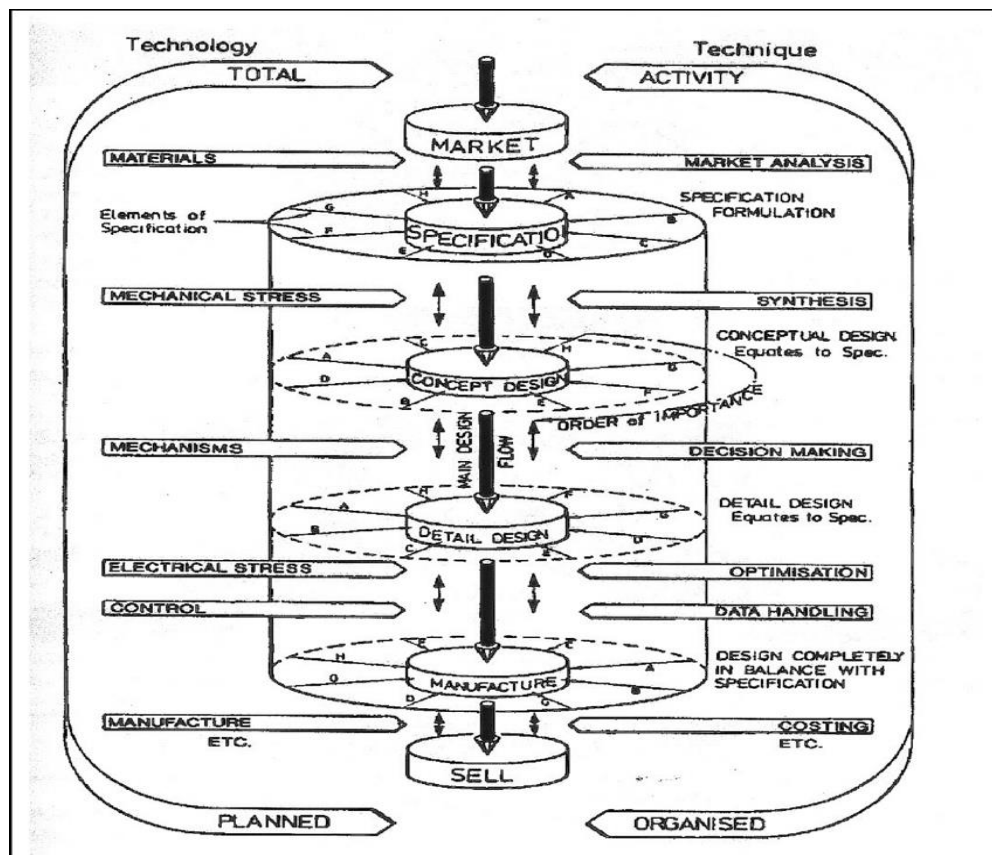 Technology
Technique
TOTAL
ACTIVITY
MARKET
MATERIALS
MARKET ANALYSIS
H
A
SPECIFICATION
FORMULATION
Elements of
Specification
G
B
F
C
SPECIFICATIO
MECHANICAL STRESS
SYNTHESIS
CONCEPTUAL DESIGN
Equates to Spec.
C
H
A
D
F
CONCEPT DESIGN
B
E
ORDER of IMPORTANCE
MAIN DESIGN
FLOW
MECHANISMS
DECISION MAKING
DETAIL DESIGN
Equates to Spec.
H
F
A
G
B
D
DETAIL DESIGN
C
E
ELECTRICAL STRESS
OPTIMISATION
CONTROL
DATA HANDLING
DESIGN COMPLETELY
IN BALANCE WITH
SPECIFICATION
F
H
A
B
MANUFACTURE
D
MANUFACTURE
ETC.
COSTING
ETC.
SELL
PLANNED
ORGANISED